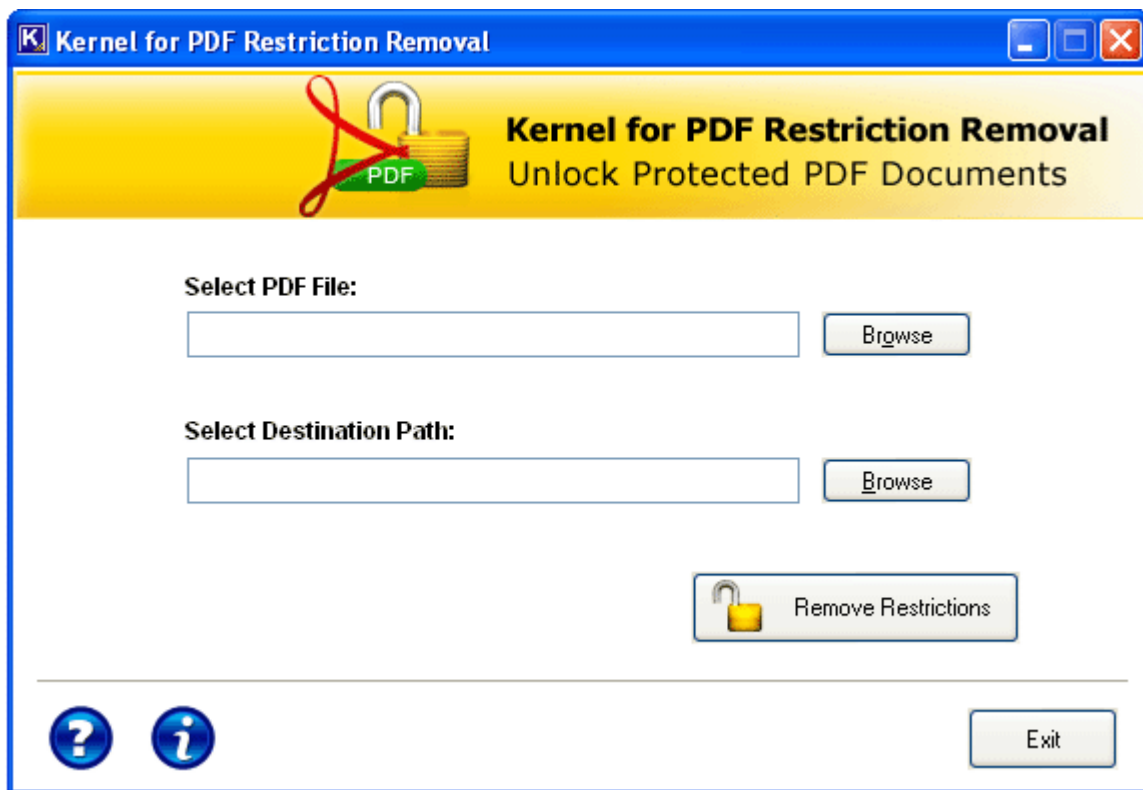 K Kernel for PDF Restriction Removal
Kernel for PDF Restriction Removal
Unlock Protected PDF Documents
PDF
Select PDF File:
Browse
Select Destination Path:
Browse
Remove Restrictions
? i
Exit